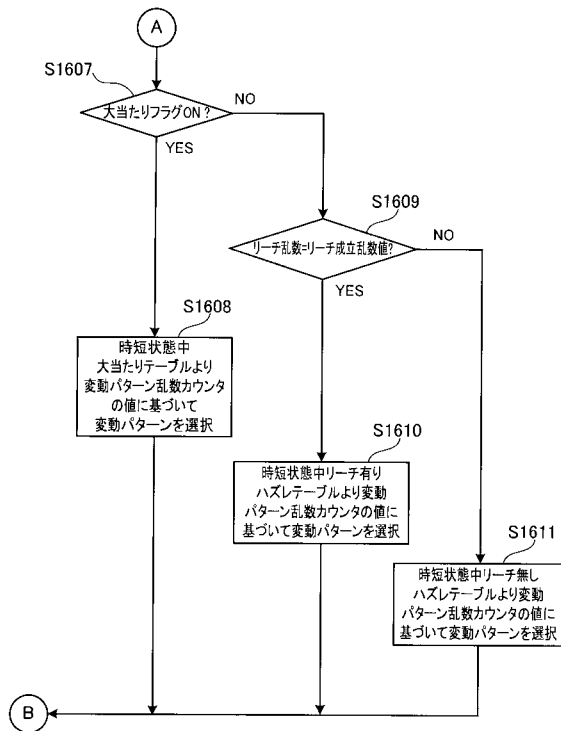 A
S1607
大当たりフラグON?
NO
YES
S1609
リーチ乱数=リーチ成立乱数値?
NO
YES
S1608
時短状態中
大当たりテーブルより
変動パターン乱数カウンタ
の値に基づいて
変動パターンを選択
S1610
時短状態中リーチ有り
ハズレテーブルより変動
パターン乱数カウンタの値に
基づいて変動パターンを選択
S1611
時短状態中リーチ無し
ハズレテーブルより変動
パターン乱数カウンタの値に
基づいて変動パターンを選択
B